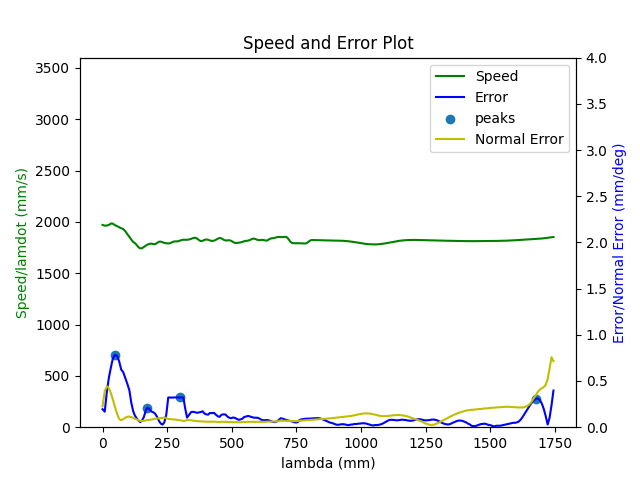 Speed and Error Plot
Speed/lamdot (mm/s)
3500
3000
2500
2000
1500
1000
500
0
Speed
Error
peaks
Normal Error
4.0
3.5
3.0
2.5
2.0
1.5
1.0
0.5
0.0
Error/Normal Error (mm/deg)
0 250 500 750 1000 1250 1500 1750
lambda (mm)